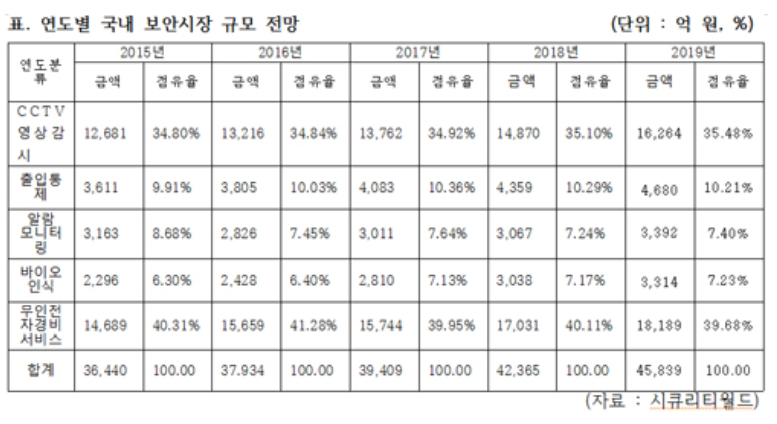 표. 연도별 국내 보안시장 규모 전망 (단위 : 억 원, %)
연도분류 2015년 2016년 2017년 2018년 2019년
금액 점유율 금액 점유율 금액 점유율 금액 점유율 금액 점유율
CCTV 영상감시 12,681 34.80% 13,216 34.84% 13,762 34.92% 14,870 35.10% 16,264 35.48%
출입통제 3,611 9.91% 3,805 10.03% 4,083 10.36% 4,359 10.29% 4,680 10.21%
알람모니터링 3,163 8.68% 2,826 7.45% 3,011 7.64% 3,067 7.24% 3,392 7.40%
바이오인식 2,296 6.30% 2,428 6.40% 2,810 7.13% 3,038 7.17% 3,314 7.23%
무인전자경비서비스 14,689 40.31% 15,659 41.28% 15,744 39.95% 17,031 40.11% 18,189 39.68%
합계 36,440 100.00 37.934 100.00 39,409 100.00 42,365 100.00 45,839 100.00
(자료 : 시큐리티월드)